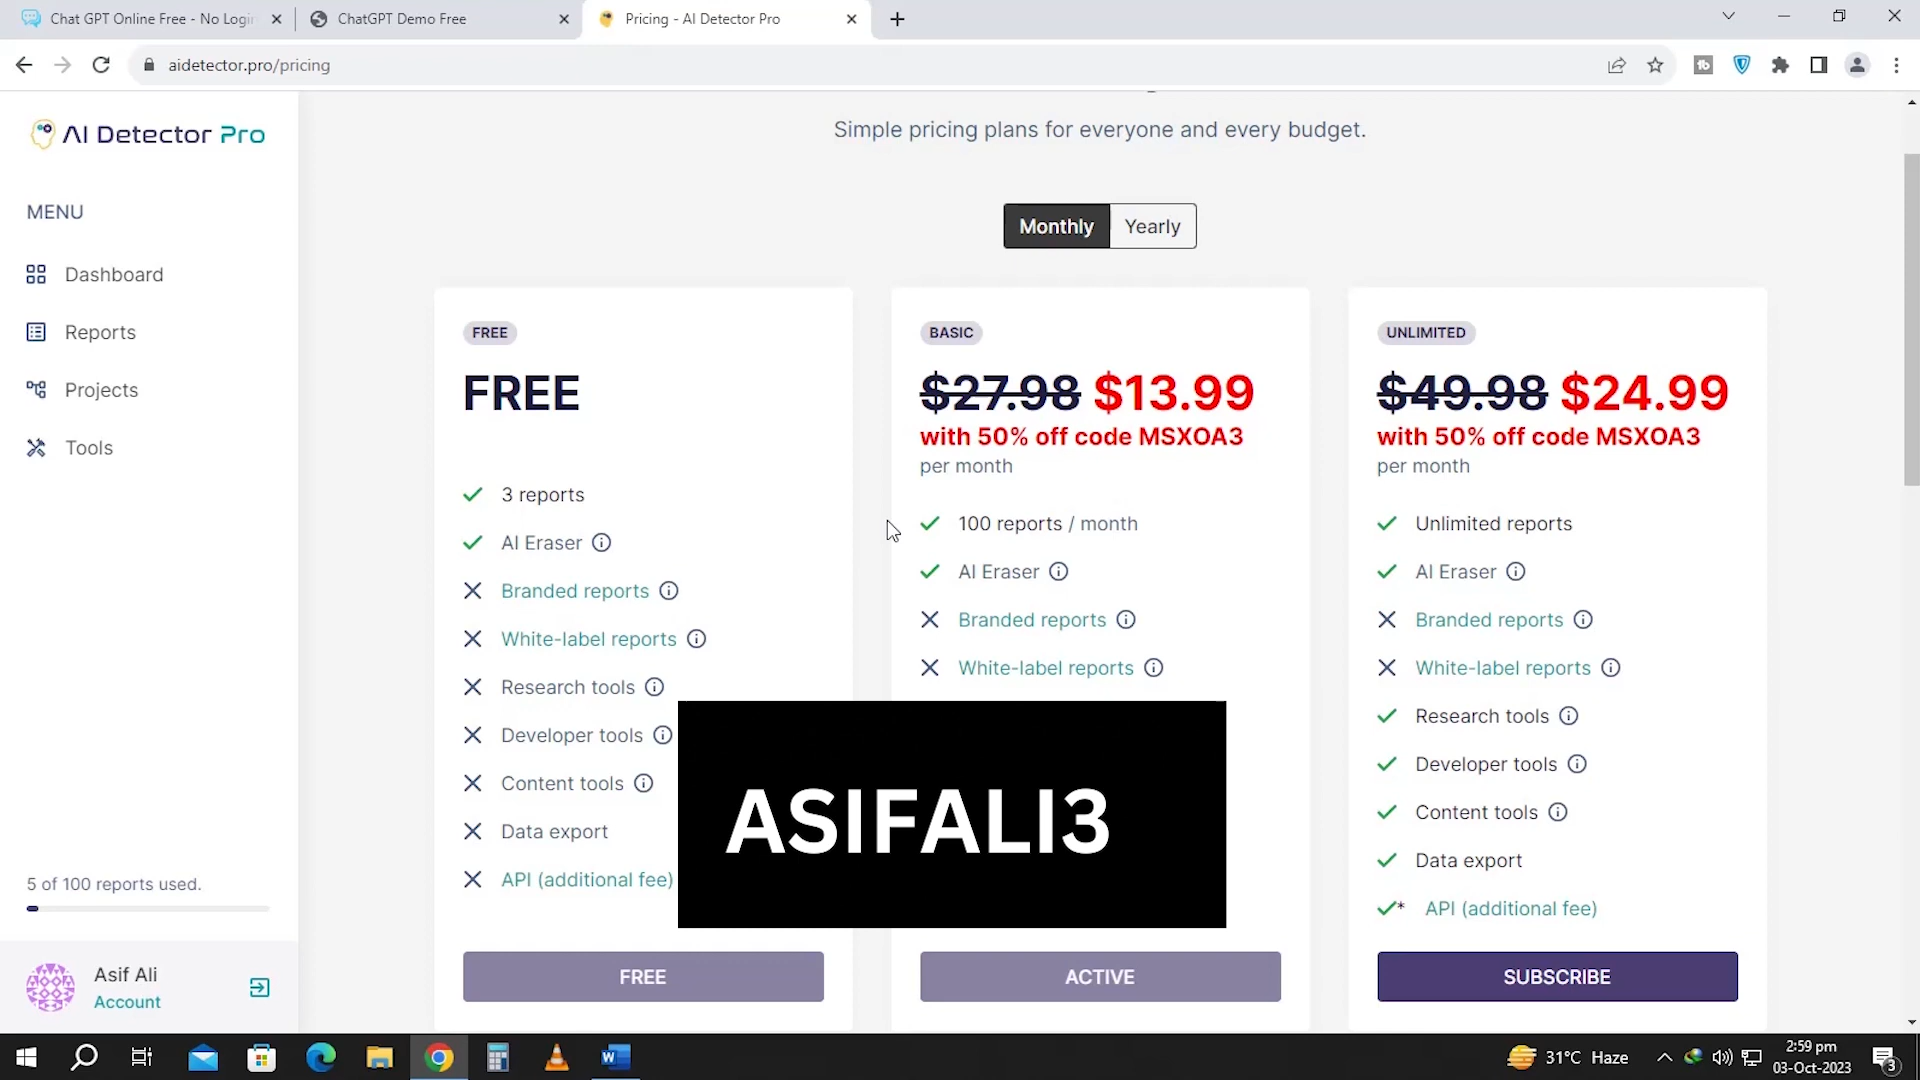 Chat GPT Online Free - No Login
ChatGPT Demo Free
Pricing - AI Detector Pro
aidetector.pro/pricing
AI Detector Pro
MENU
Dashboard
Reports
Projects
Tools
5 of 100 reports used.
Asif Ali
Account
Simple pricing plans for everyone and every budget.
Monthly
Yearly
FREE
FREE
3 reports
AI Eraser
Branded reports
White-label reports
Research tools
Developer tools
Content tools
Data export
API (additional fee)
FREE
BASIC
$27.98 $13.99
with 50% off code MSXOA3
per month
100 reports / month
AI Eraser
Branded reports
White-label reports
ACTIVE
UNLIMITED
$49.98 $24.99
with 50% off code MSXOA3
per month
Unlimited reports
AI Eraser
Branded reports
White-label reports
Research tools
Developer tools
Content tools
Data export
* API (additional fee)
SUBSCRIBE
ASIFALI3
31°C Haze
2:59 pm
03-Oct-2023
3